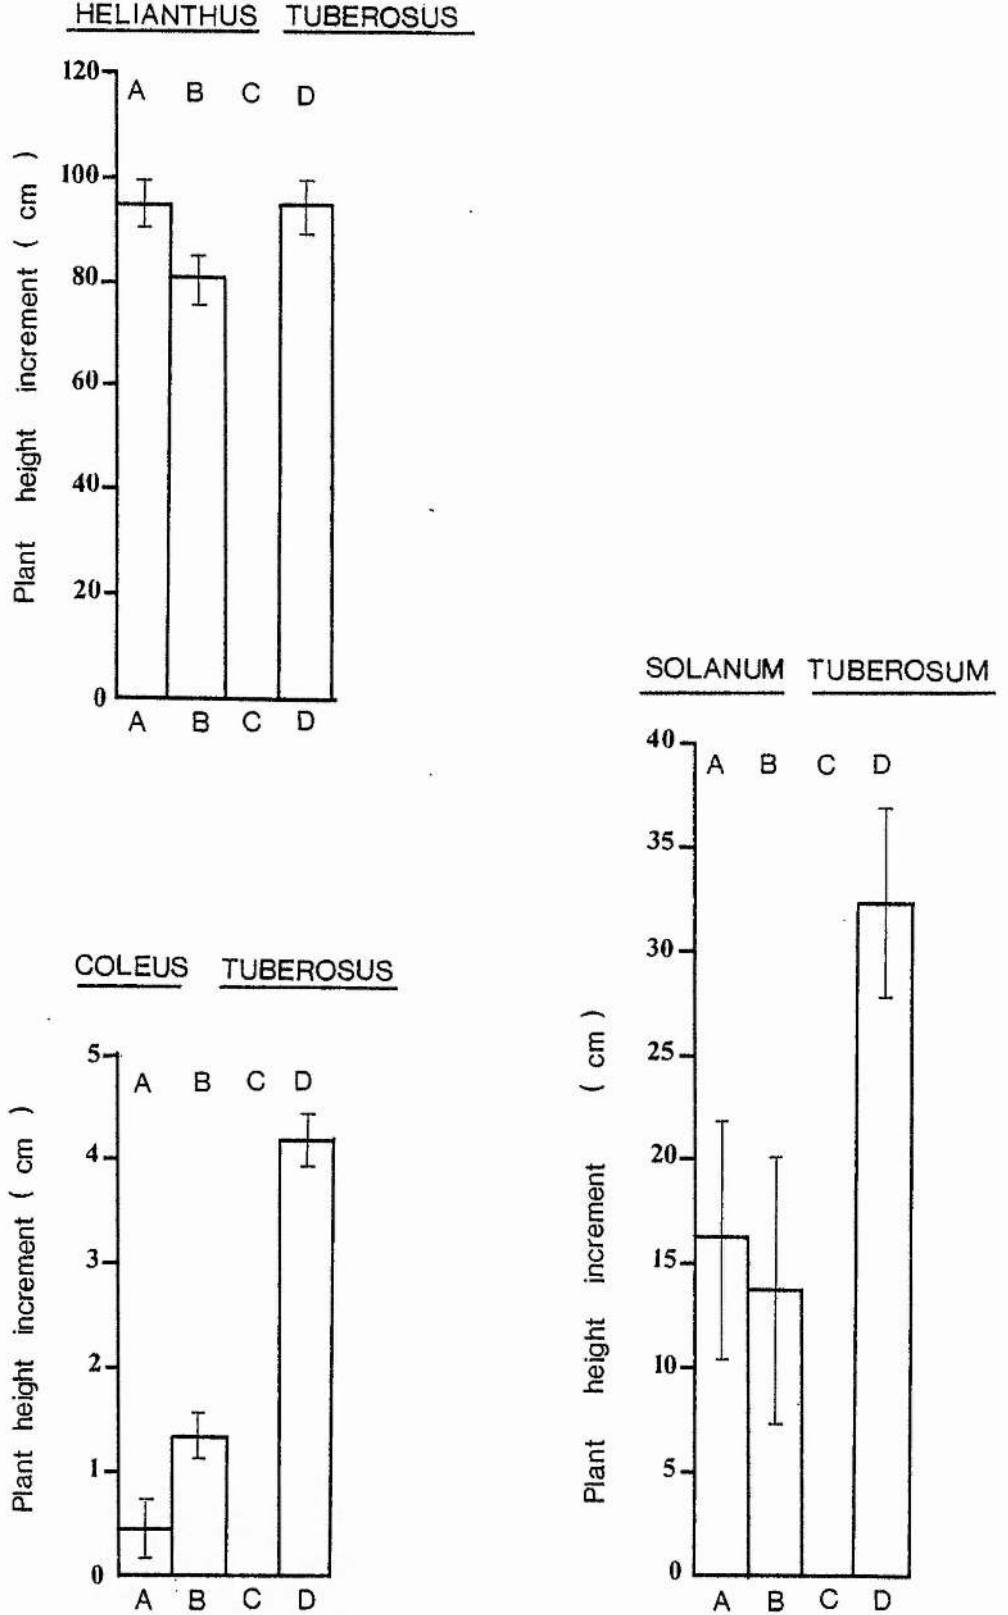 HELIANTHUS TUBEROSUS
120
A B C D
100
80
60
40
20
0
A B C D
Plant height increment ( cm )
SOLANUM TUBEROSUM
40
A B C D
35
30
25
20
15
10
5
0
A B C D
Plant height increment ( cm )
COLEUS TUBEROSUS
5
A B C D
4
3
2
1
0
A B C D
Plant height increment ( cm )